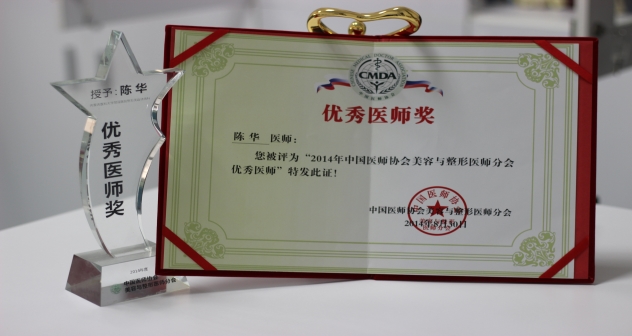 授予：陈 华
优秀医师奖
CMDA
优秀医师奖
陈 华 医师：
您被评为“2014年中国医师协会美容与整形医师分会
优秀医师”特发此证！
中国医师协会美容与整形医师分会